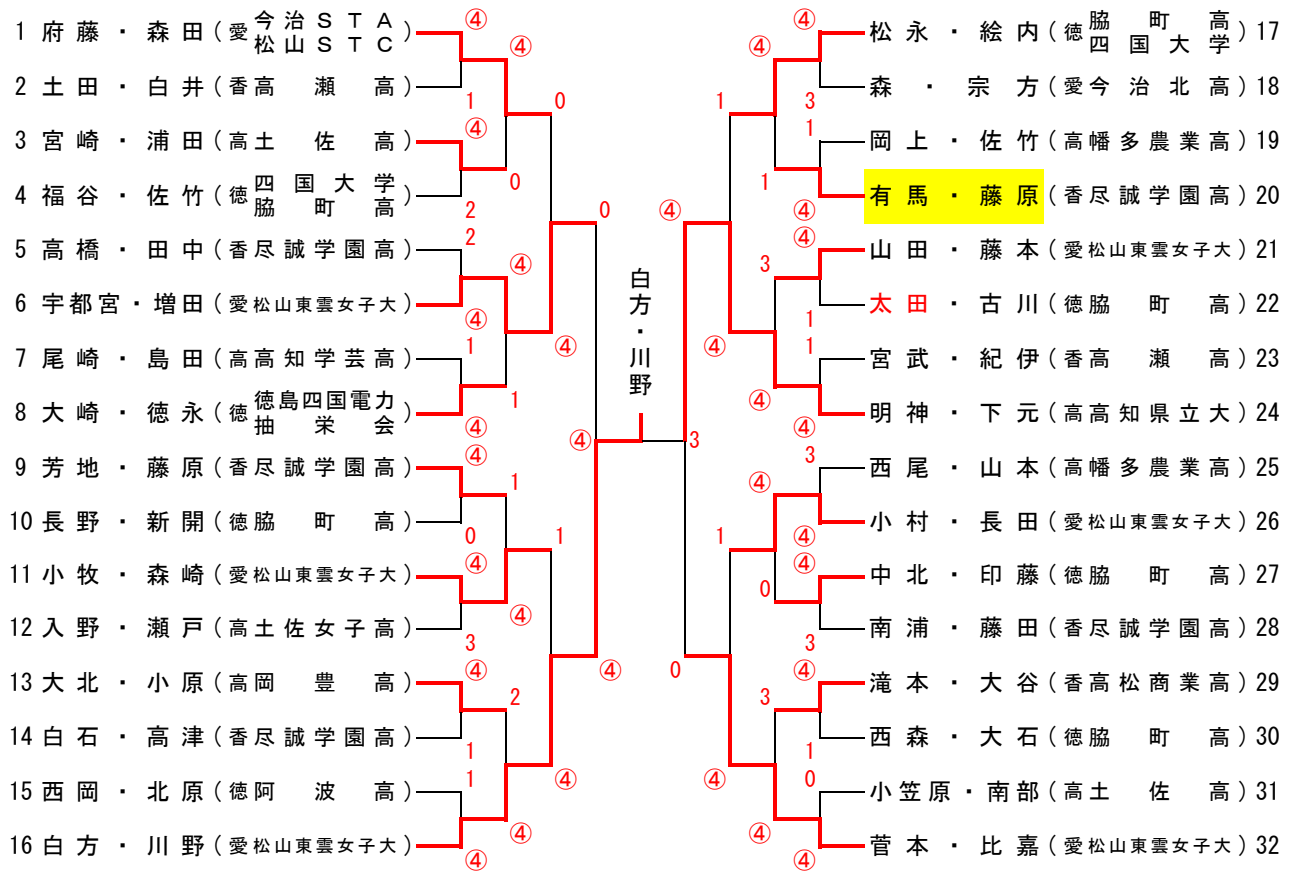 1 府藤・森田(愛 今治STA 松山STC) ④
2 土田・白井(香 高瀬高) 1
3 宮崎・浦田(高 土佐高) ④
4 福谷・佐竹(徳 四国大学 脇町高) 2
5 高橋・田中(香 尽誠学園高) 2
6 宇都宮・増田(愛 松山東雲女子大) ④
7 尾崎・島田(高 高知学芸高) 1
8 大崎・徳永(徳 徳島四国電力 抽栄会) ④
9 芳地・藤原(香 尽誠学園高) ④
10 長野・新開(徳 脇町高) 0
11 小牧・森崎(愛 松山東雲女子大) ④
12 入野・瀬戸(高 土佐女子高) 3
13 大北・小原(高 岡豊高) ④
14 白石・高津(香 尽誠学園高) 1
15 西岡・北原(徳 阿波高) 1
16 白方・川野(愛 松山東雲女子大) ④
④
0
④
1
1
④
2
④
0
④
1
④
0
④
④
白方・川野
3
④
0
1
④
1
④
④
1
3
④
④
0
3
④
④ 松永・絵内(徳 脇町高 四国大学) 17
3 森・宗方(愛 今治北高) 18
1 岡上・佐竹(高 幡多農業高) 19
④ 有馬・藤原(香 尽誠学園高) 20
④ 山田・藤本(愛 松山東雲女子大) 21
1 太田・古川(徳 脇町高) 22
1 宮武・紀伊(香 高瀬高) 23
④ 明神・下元(高 高知県立大) 24
3 西尾・山本(高 幡多農業高) 25
④ 小村・長田(愛 松山東雲女子大) 26
④ 中北・印藤(徳 脇町高) 27
3 南浦・藤田(香 尽誠学園高) 28
④ 滝本・大谷(香 高松商業高) 29
1 西森・大石(徳 脇町高) 30
0 小笠原・南部(高 土佐高) 31
④ 菅本・比嘉(愛 松山東雲女子大) 32